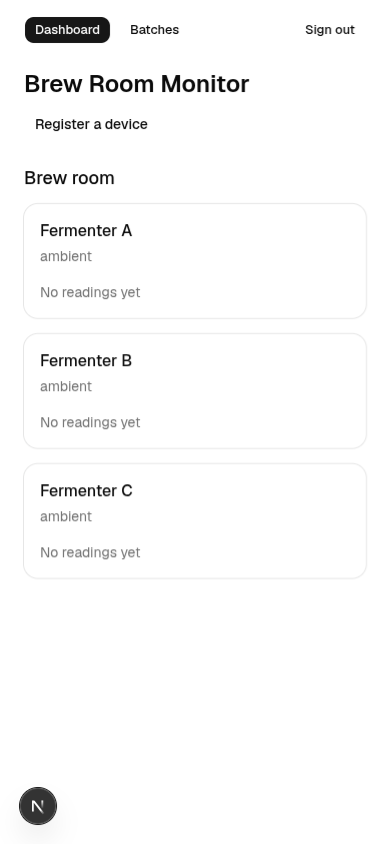 Dashboard Batches Sign out
Brew Room Monitor
Register a device
Brew room
Fermenter A
ambient
No readings yet
Fermenter B
ambient
No readings yet
Fermenter C
ambient
No readings yet
N